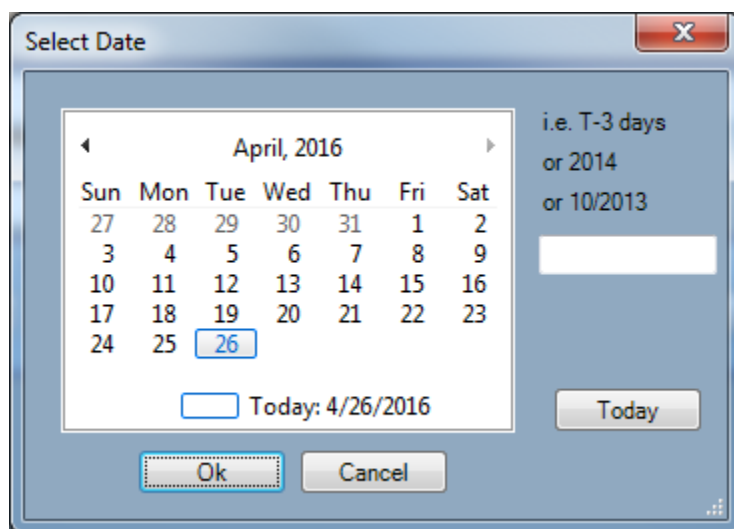 Select Date
April, 2016
Sun Mon Tue Wed Thu Fri Sat
27 28 29 30 31 1 2
3 4 5 6 7 8 9
10 11 12 13 14 15 16
17 18 19 20 21 22 23
24 25 26
Today: 4/26/2016
i.e. T-3 days
or 2014
or 10/2013
Today
Ok Cancel